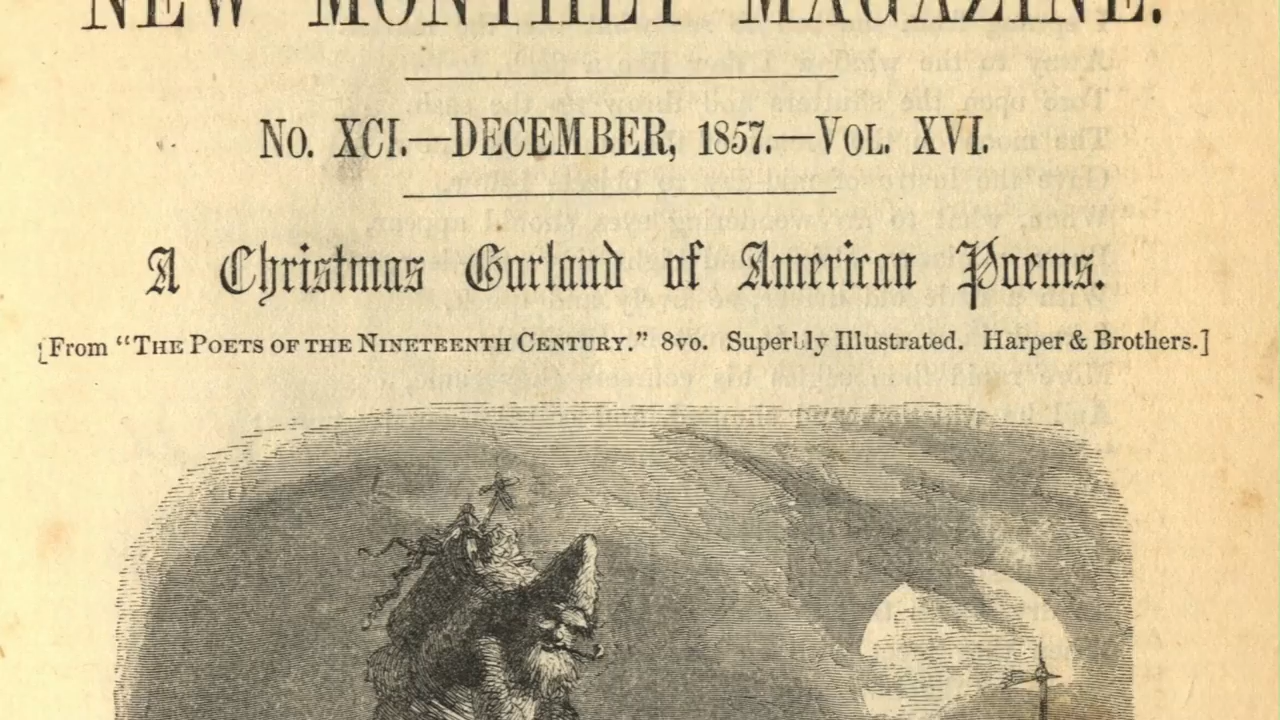 NEW MONTHLY MAGAZINE.
No. XCI.—DECEMBER, 1857.—Vol. XVI.
A Christmas Garland of American Poems.
[From "The Poets of the Nineteenth Century." 8vo. Superbly Illustrated. Harper & Brothers.]